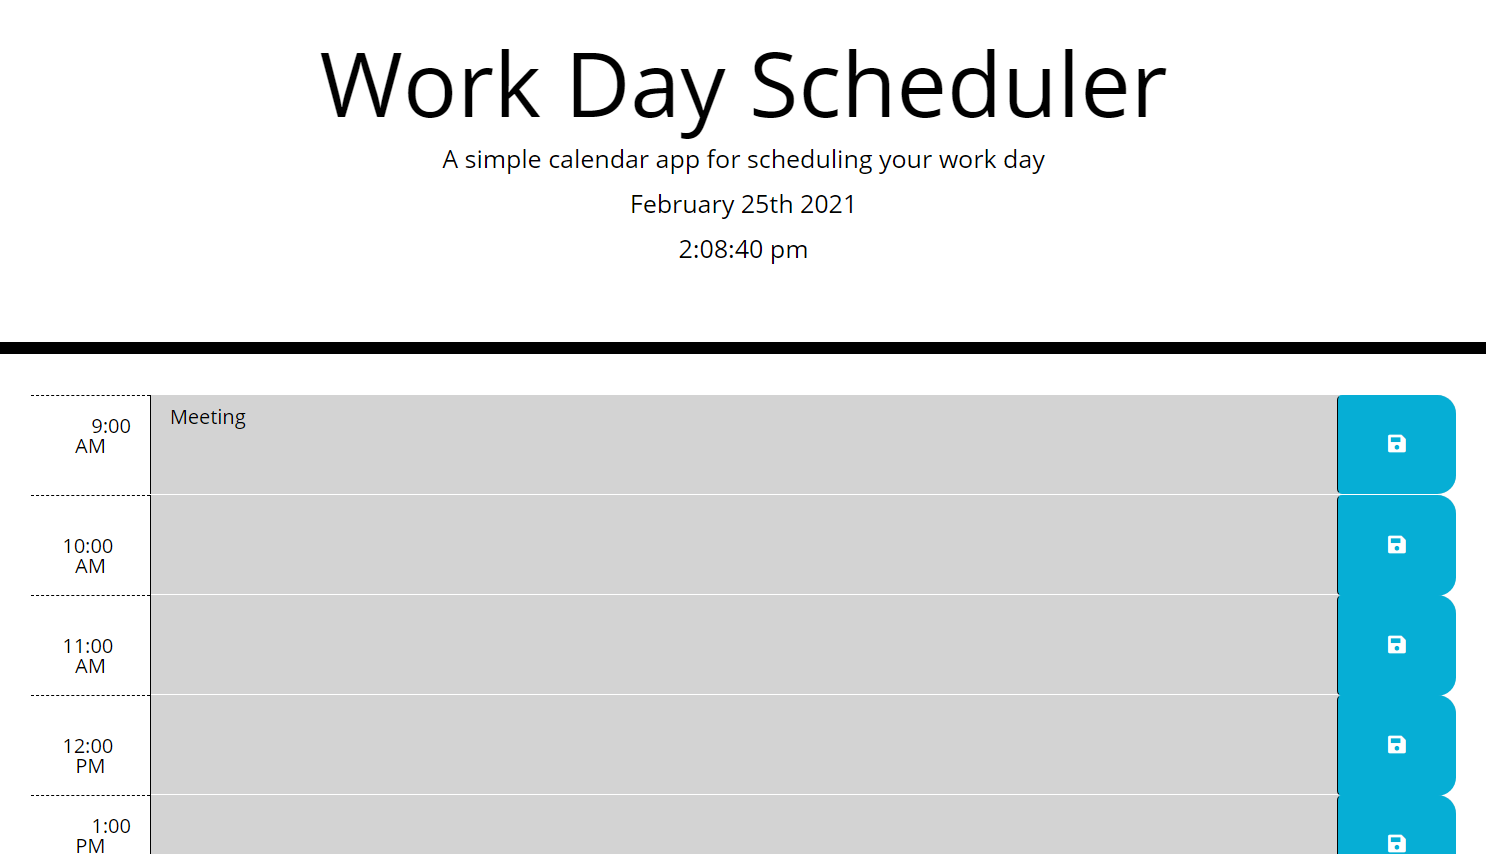 Work Day Scheduler
A simple calendar app for scheduling your work day
February 25th 2021
2:08:40 pm
9:00
AM
Meeting
10:00
AM
11:00
AM
12:00
PM
1:00
PM